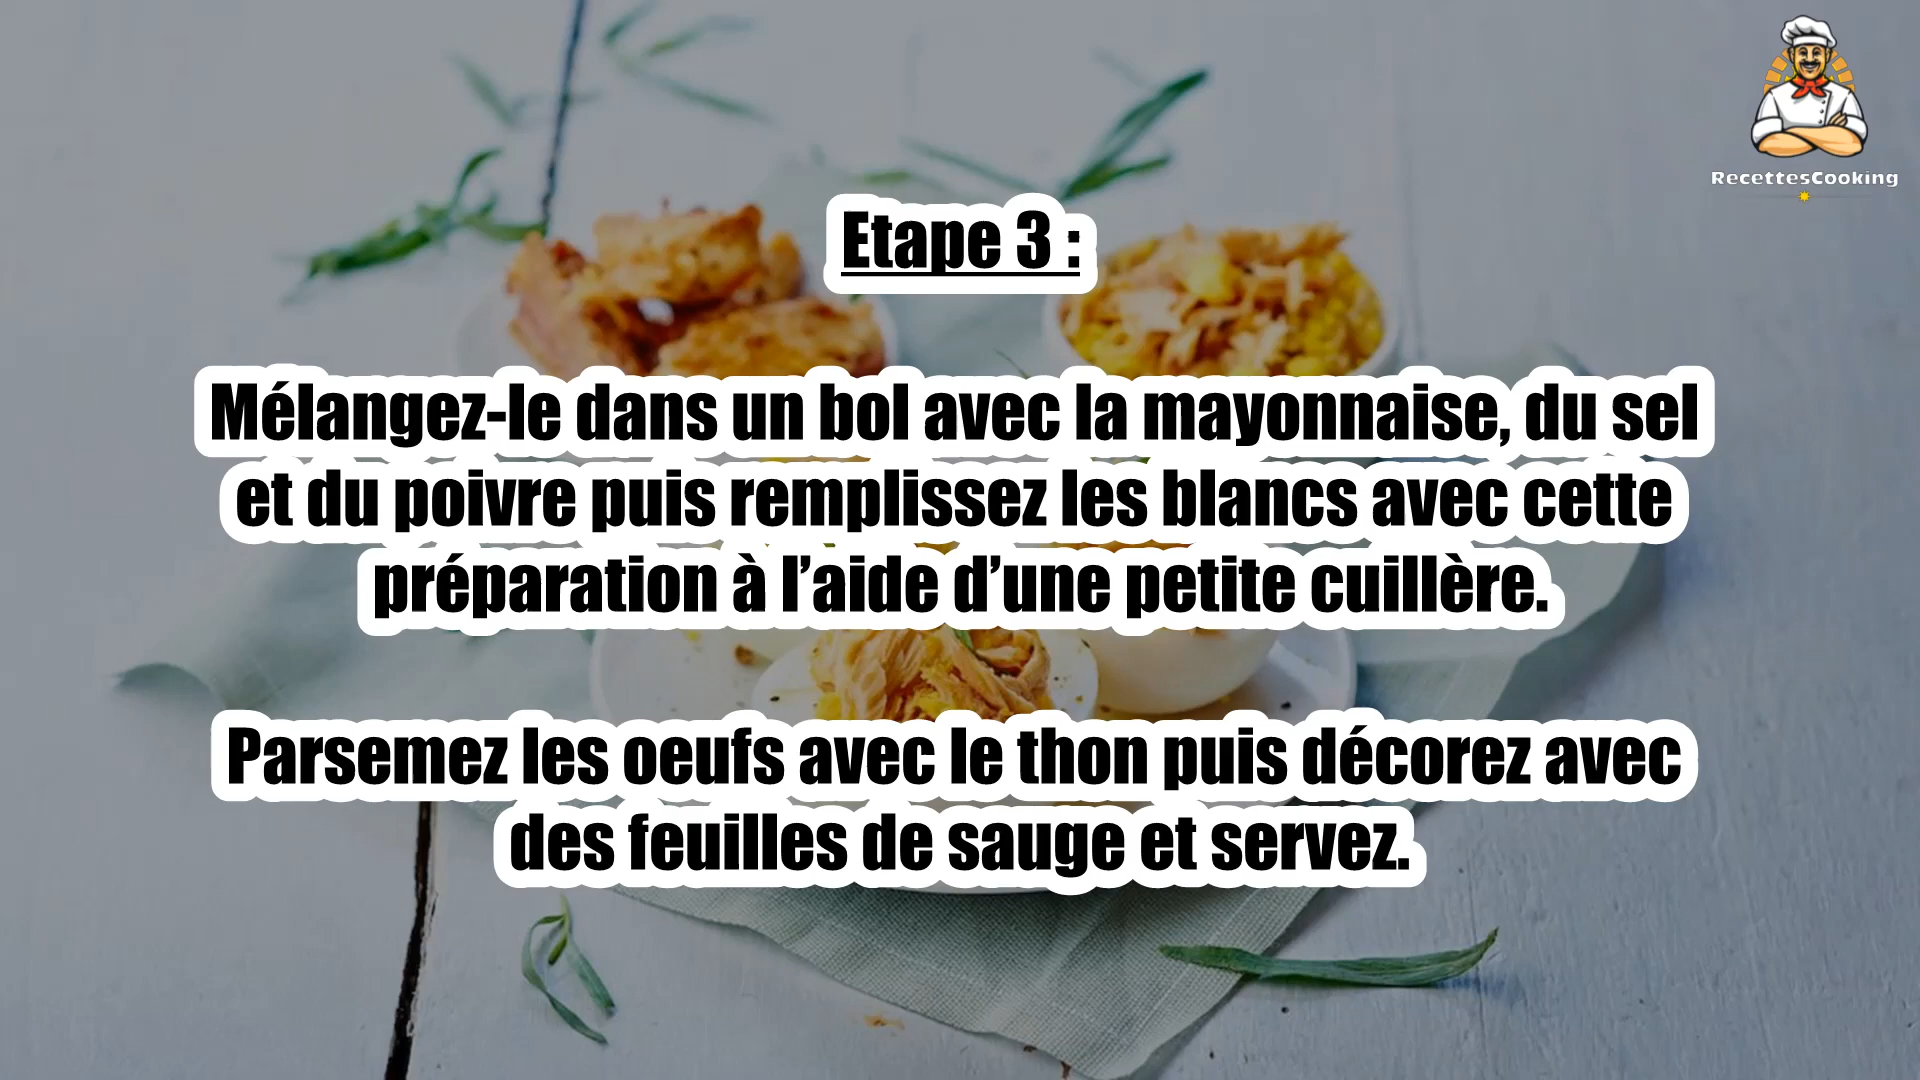 RecettesCooking
Etape 3 :
Mélangez-le dans un bol avec la mayonnaise, du sel
et du poivre puis remplissez les blancs avec cette
préparation à l’aide d’une petite cuillère.
Parsemez les oeufs avec le thon puis décorez avec
des feuilles de sauge et servez.